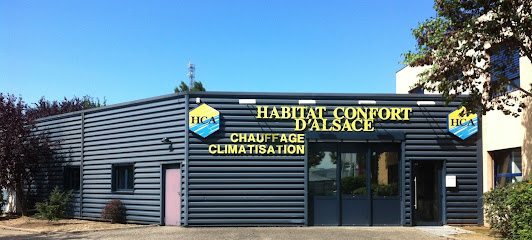 HCA
HABITAT CONFORT
D'ALSACE
CHAUFFAGE
CLIMATISATION
HCA